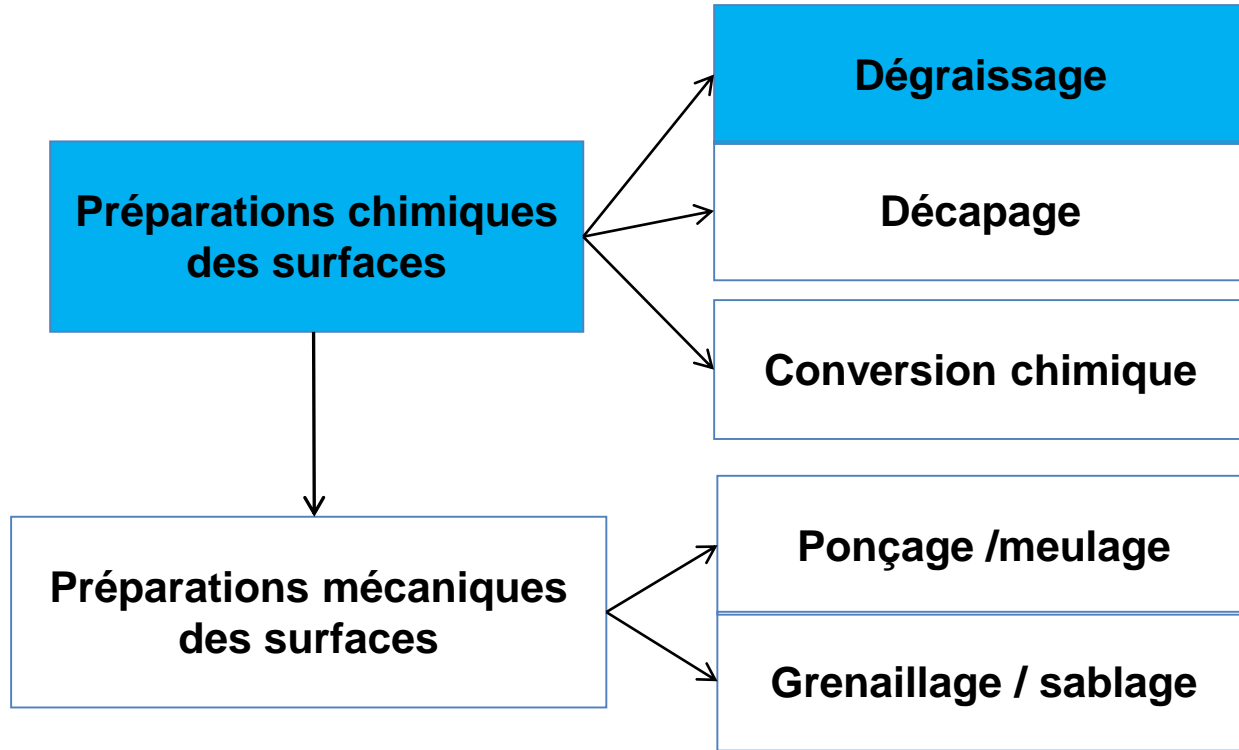 Dégraissage
Préparations chimiques
des surfaces
Décapage
Conversion chimique
Préparations mécaniques
des surfaces
Ponçage /meulage
Grenaillage / sablage